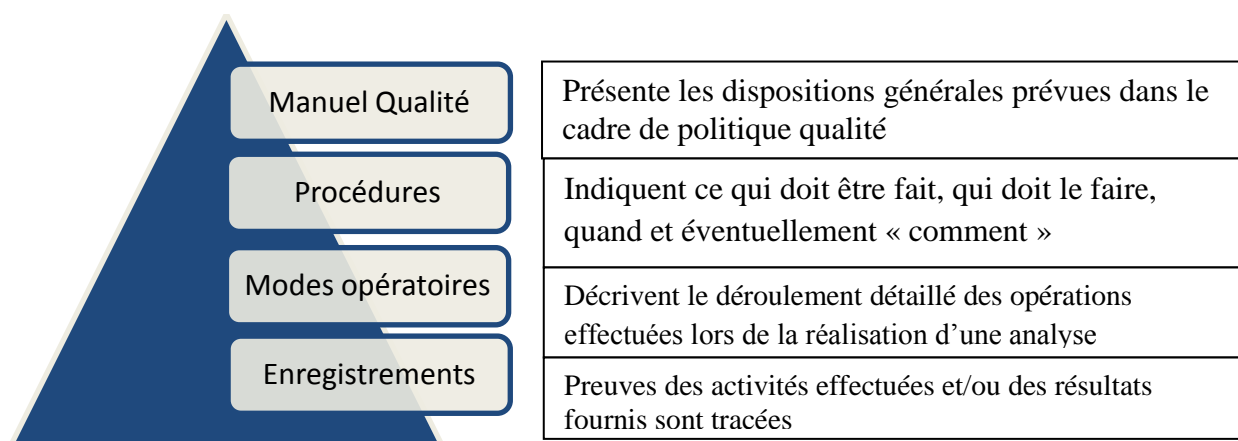 Manuel Qualité
Présente les dispositions générales prévues dans le
cadre de politique qualité
Procédures
Indiquent ce qui doit être fait, qui doit le faire,
quand et éventuellement « comment »
Modes opératoires
Décrivent le déroulement détaillé des opérations
effectuées lors de la réalisation d’une analyse
Enregistrements
Preuves des activités effectuées et/ou des résultats
fournis sont tracées